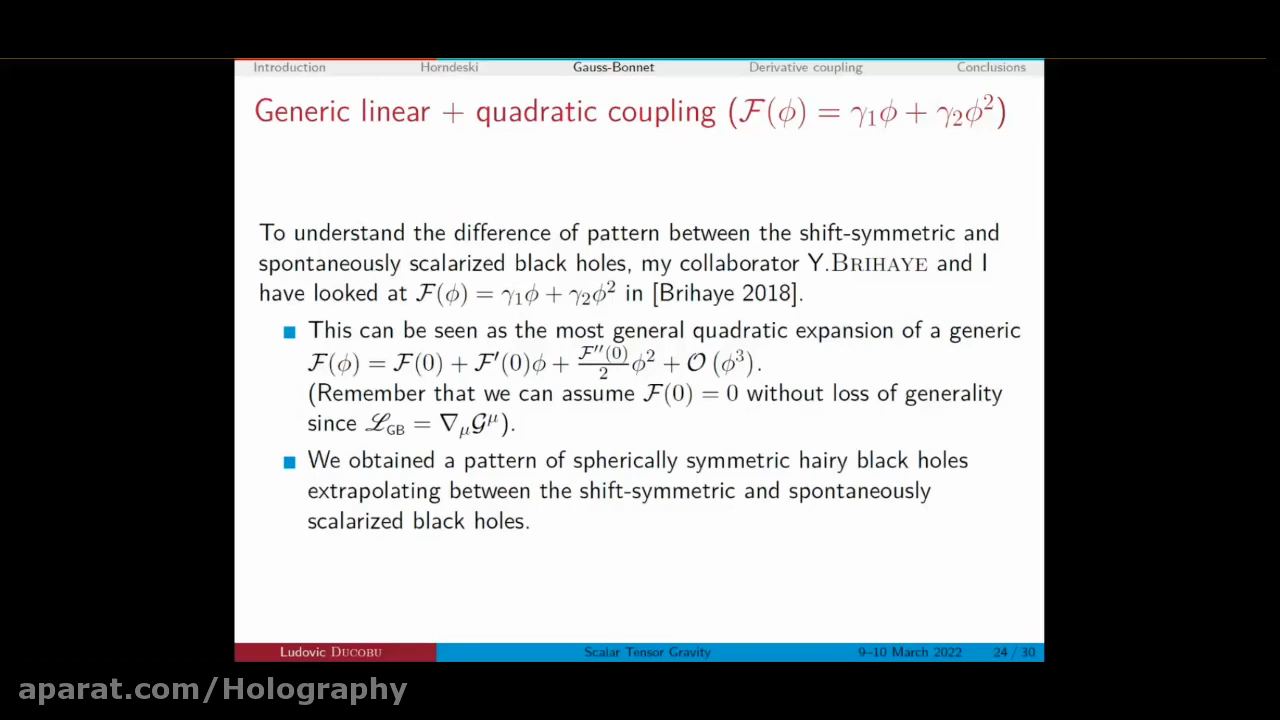 Introduction Horndeski Gauss-Bonnet Derivative coupling Conclusions
Generic linear + quadratic coupling (ℱ(ϕ) = γ₁ϕ + γ₂ϕ²)
To understand the difference of pattern between the shift-symmetric and
spontaneously scalarized black holes, my collaborator Y.BRIHAYE and I
have looked at ℱ(ϕ) = γ₁ϕ + γ₂ϕ² in [Brihaye 2018].
This can be seen as the most general quadratic expansion of a generic
ℱ(ϕ) = ℱ(0) + ℱ′(0)ϕ + ℱ″(0)/2 ϕ² + 𝒪(ϕ³).
(Remember that we can assume ℱ(0) = 0 without loss of generality
since ℒ_GB = ∇_μ𝒢^μ).
We obtained a pattern of spherically symmetric hairy black holes
extrapolating between the shift-symmetric and spontaneously
scalarized black holes.
Ludovic DUCOBU Scalar Tensor Gravity 9–10 March 2022 24 / 30
aparat.com/Holography